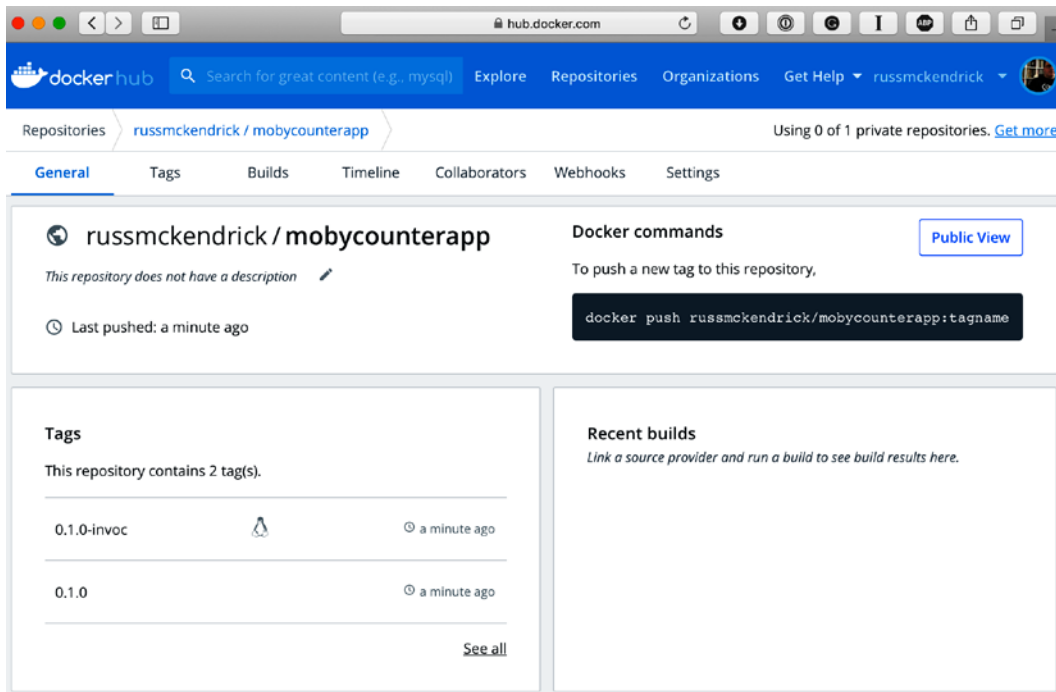 hub.docker.com
docker hub
Search for great content (e.g., mysql)
Explore
Repositories
Organizations
Get Help
russmckendrick
Repositories
russmckendrick / mobycounterapp
Using 0 of 1 private repositories. Get more
General
Tags
Builds
Timeline
Collaborators
Webhooks
Settings
russmckendrick / mobycounterapp
This repository does not have a description
Last pushed: a minute ago
Docker commands
Public View
To push a new tag to this repository,
docker push russmckendrick/mobycounterapp:tagname
Tags
This repository contains 2 tag(s).
0.1.0-invoc
a minute ago
0.1.0
a minute ago
See all
Recent builds
Link a source provider and run a build to see build results here.